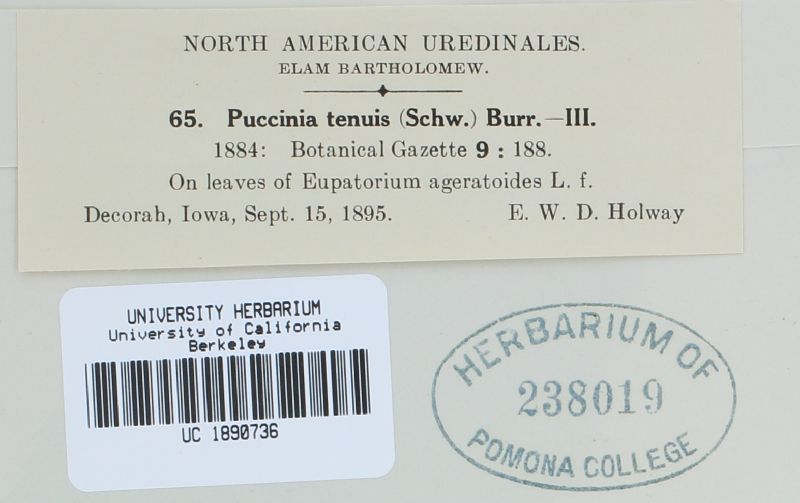 NORTH AMERICAN UREDINALES.
ELAM BARTHOLOMEW.
65. Puccinia tenuis (Schw.) Burr.—III.
1884: Botanical Gazette 9 : 188.
On leaves of Eupatorium ageratoides L. f.
Decorah, Iowa, Sept. 15, 1895. E. W. D. Holway
UNIVERSITY HERBARIUM
University of California
Berkeley
UC 1890736
HERBARIUM OF
238019
POMONA COLLEGE